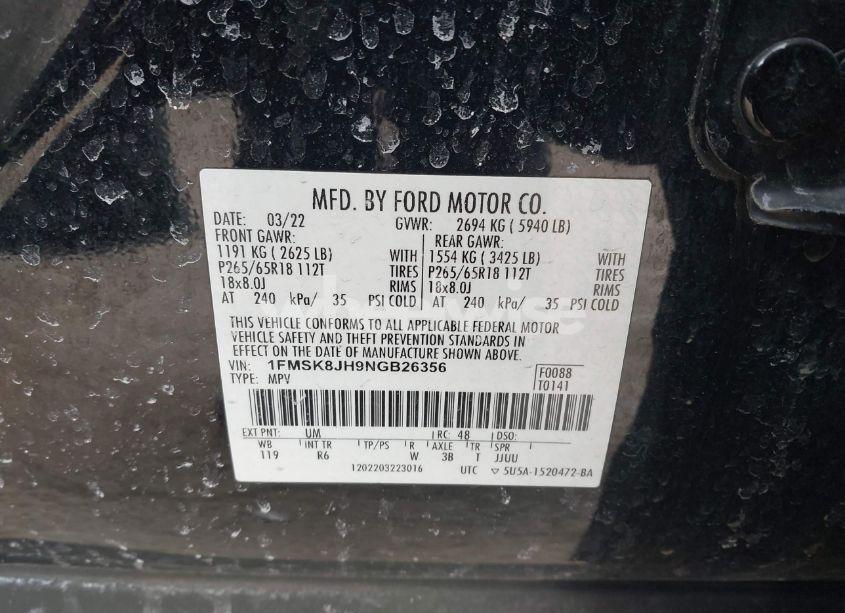 MFD. BY FORD MOTOR CO.
DATE: 03/22 GVWR: 2694 KG ( 5940 LB)
FRONT GAWR: REAR GAWR:
1191 KG ( 2625 LB) WITH 1554 KG ( 3425 LB) WITH
P265/65R18 112T TIRES P265/65R18 112T TIRES
18x8.0J RIMS 18x8.0J RIMS
AT 240 kPa/ 35 PSI COLD AT 240 kPa/ 35 PSI COLD
THIS VEHICLE CONFORMS TO ALL APPLICABLE FEDERAL MOTOR
VEHICLE SAFETY AND THEFT PREVENTION STANDARDS IN
EFFECT ON THE DATE OF MANUFACTURE SHOWN ABOVE.
VIN: 1FMSK8JH9NGB26356 F0088
TYPE: MPV T0141
EXT PNT: UM RC: 48 DSO:
WB INT TR TP/PS R AXLE TR SPR
119 R6 W 3B T JJUU
1202203223016 UTC ▽ 5U5A-1520472-BA